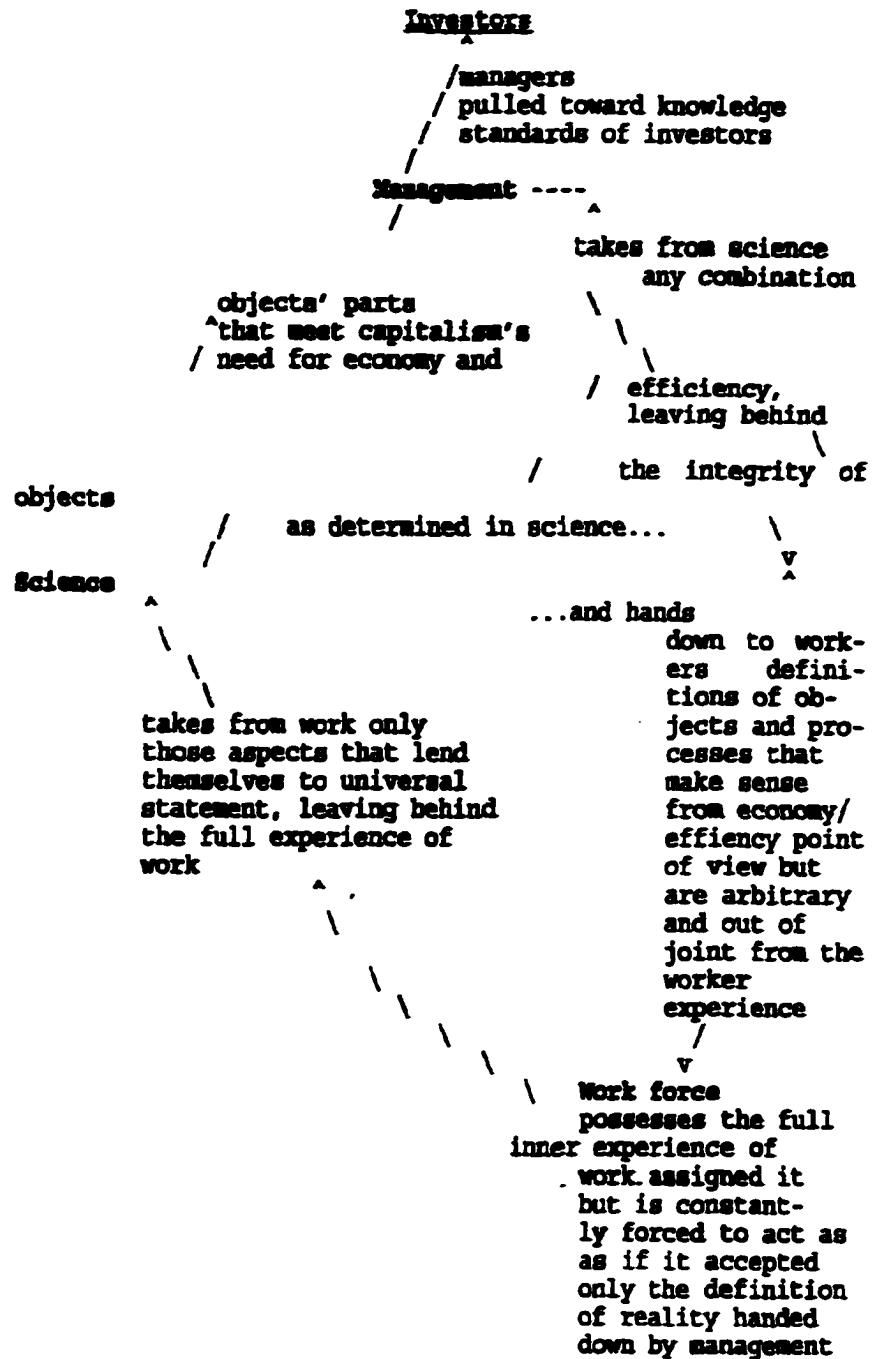 Investors
^
/managers
/ pulled toward knowledge
/ standards of investors
/
Management ----
/ ^
takes from science
any combination
objects' parts \
^that meet capitalism's \
/ need for economy and \
/ efficiency,
leaving behind
\
/ the integrity of
objects
/ as determined in science... \
/ v
Science ^
^
...and hands
\ down to work-
\ ers defini-
\ tions of ob-
takes from work only jects and pro-
those aspects that lend cesses that
themselves to universal make sense
statement, leaving behind from economy/
the full experience of effiency point
work of view but
^ are arbitrary
\ and out of
joint from the
\ worker
\ experience
\ /
\ v
\ Work force
possesses the full
inner experience of
work assigned it
but is constant-
ly forced to act as
as if it accepted
only the definition
of reality handed
down by management